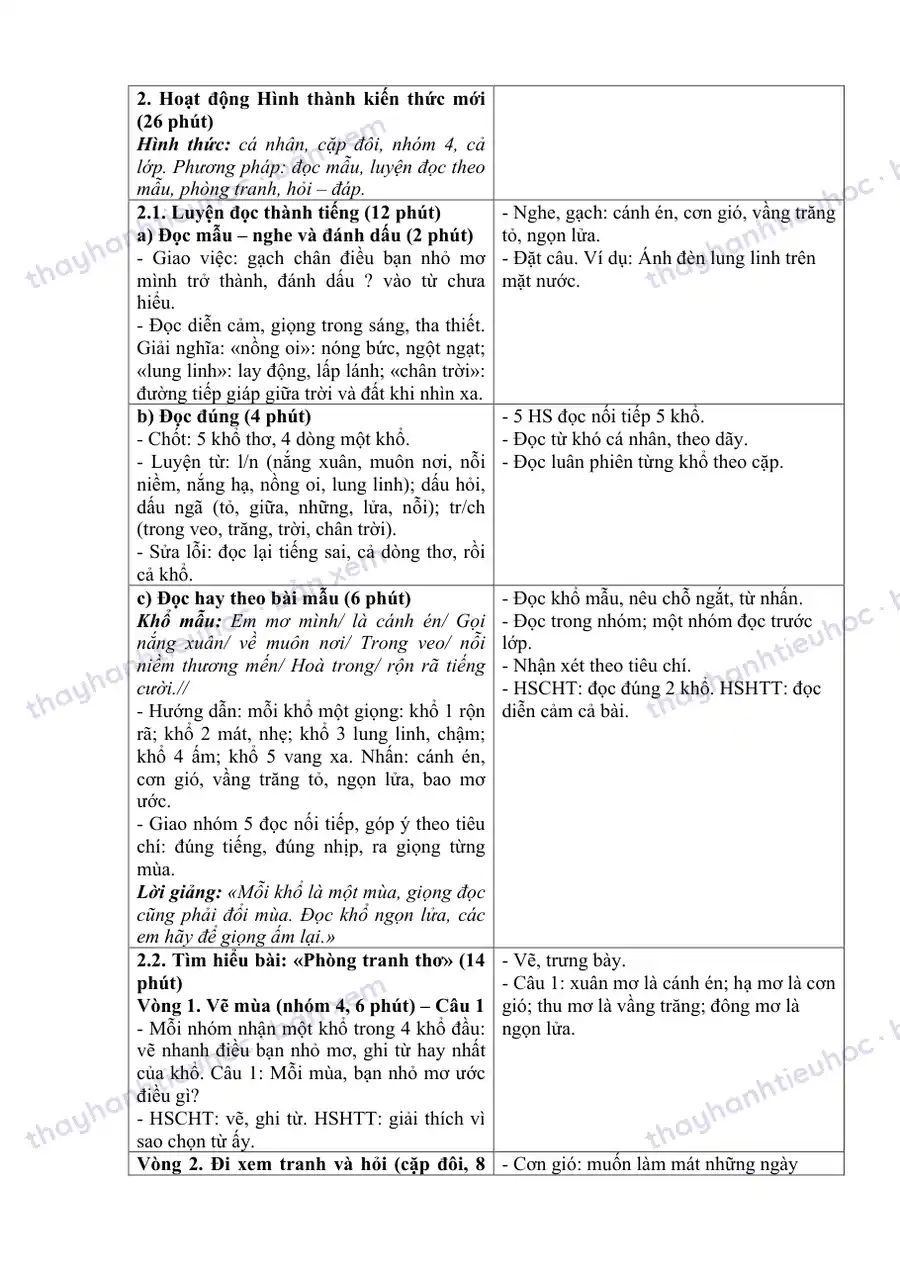 2. Hoạt động Hình thành kiến thức mới
(26 phút)
Hình thức: cá nhân, cặp đôi, nhóm 4, cả
lớp. Phương pháp: đọc mẫu, luyện đọc theo
mẫu, phòng tranh, hỏi – đáp.
2.1. Luyện đọc thành tiếng (12 phút)
a) Đọc mẫu – nghe và đánh dấu (2 phút)
- Giao việc: gạch chân điều bạn nhỏ mơ
mình trở thành, đánh dấu ? vào từ chưa
hiểu.
- Đọc diễn cảm, giọng trong sáng, tha thiết.
Giải nghĩa: «nồng oi»: nóng bức, ngột ngạt;
«lung linh»: lay động, lấp lánh; «chân trời»:
đường tiếp giáp giữa trời và đất khi nhìn xa.
- Nghe, gạch: cánh én, cơn gió, vầng trăng
tỏ, ngọn lửa.
- Đặt câu. Ví dụ: Ánh đèn lung linh trên
mặt nước.
b) Đọc đúng (4 phút)
- Chốt: 5 khổ thơ, 4 dòng một khổ.
- Luyện từ: l/n (nắng xuân, muôn nơi, nỗi
niềm, nắng hạ, nồng oi, lung linh); dấu hỏi,
dấu ngã (tỏ, giữa, những, lửa, nỗi); tr/ch
(trong veo, trăng, trời, chân trời).
- Sửa lỗi: đọc lại tiếng sai, cả dòng thơ, rồi
cả khổ.
- 5 HS đọc nối tiếp 5 khổ.
- Đọc từ khó cá nhân, theo dãy.
- Đọc luân phiên từng khổ theo cặp.
c) Đọc hay theo bài mẫu (6 phút)
Khổ mẫu: Em mơ mình/ là cánh én/ Gọi
nắng xuân/ về muôn nơi/ Trong veo/ nỗi
niềm thương mến/ Hoà trong/ rộn rã tiếng
cười.//
- Hướng dẫn: mỗi khổ một giọng: khổ 1 rộn
rã; khổ 2 mát, nhẹ; khổ 3 lung linh, chậm;
khổ 4 ấm; khổ 5 vang xa. Nhấn: cánh én,
cơn gió, vầng trăng tỏ, ngọn lửa, bao mơ
ước.
- Giao nhóm 5 đọc nối tiếp, góp ý theo tiêu
chí: đúng tiếng, đúng nhịp, ra giọng từng
mùa.
Lời giảng: «Mỗi khổ là một mùa, giọng đọc
cũng phải đổi mùa. Đọc khổ ngọn lửa, các
em hãy để giọng ấm lại.»
- Đọc khổ mẫu, nêu chỗ ngắt, từ nhấn.
- Đọc trong nhóm; một nhóm đọc trước
lớp.
- Nhận xét theo tiêu chí.
- HSCHT: đọc đúng 2 khổ. HSHTT: đọc
diễn cảm cả bài.
2.2. Tìm hiểu bài: «Phòng tranh thơ» (14
phút)
Vòng 1. Vẽ mùa (nhóm 4, 6 phút) – Câu 1
- Mỗi nhóm nhận một khổ trong 4 khổ đầu:
vẽ nhanh điều bạn nhỏ mơ, ghi từ hay nhất
của khổ. Câu 1: Mỗi mùa, bạn nhỏ mơ ước
điều gì?
- HSCHT: vẽ, ghi từ. HSHTT: giải thích vì
sao chọn từ ấy.
- Vẽ, trưng bày.
- Câu 1: xuân mơ là cánh én; hạ mơ là cơn
gió; thu mơ là vầng trăng; đông mơ là
ngọn lửa.
Vòng 2. Đi xem tranh và hỏi (cặp đôi, 8
- Cơn gió: muốn làm mát những ngày
thayhanhtieuhoc · bản xem
thayhanhtieuhoc · b
thayhanhtieuhoc · bản xem
thayhanhtieuhoc · b
thayhanhtieuhoc · bản xem
thayhanhtieuhoc · b